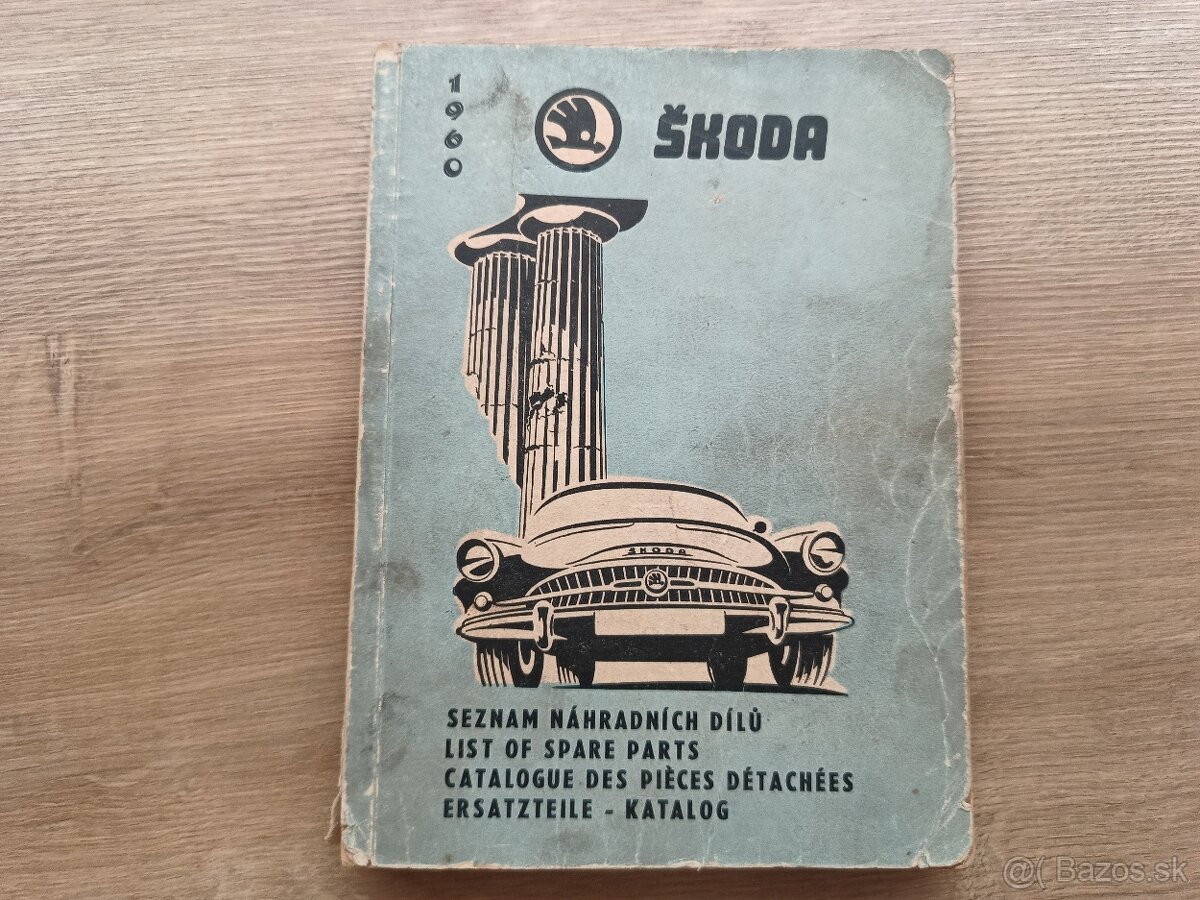 1960
ŠKODA
ŠKODA
SEZNAM NÁHRADNÍCH DÍLŮ
LIST OF SPARE PARTS
CATALOGUE DES PIÈCES DÉTACHÉES
ERSATZTEILE - KATALOG
@( Bazos.sk